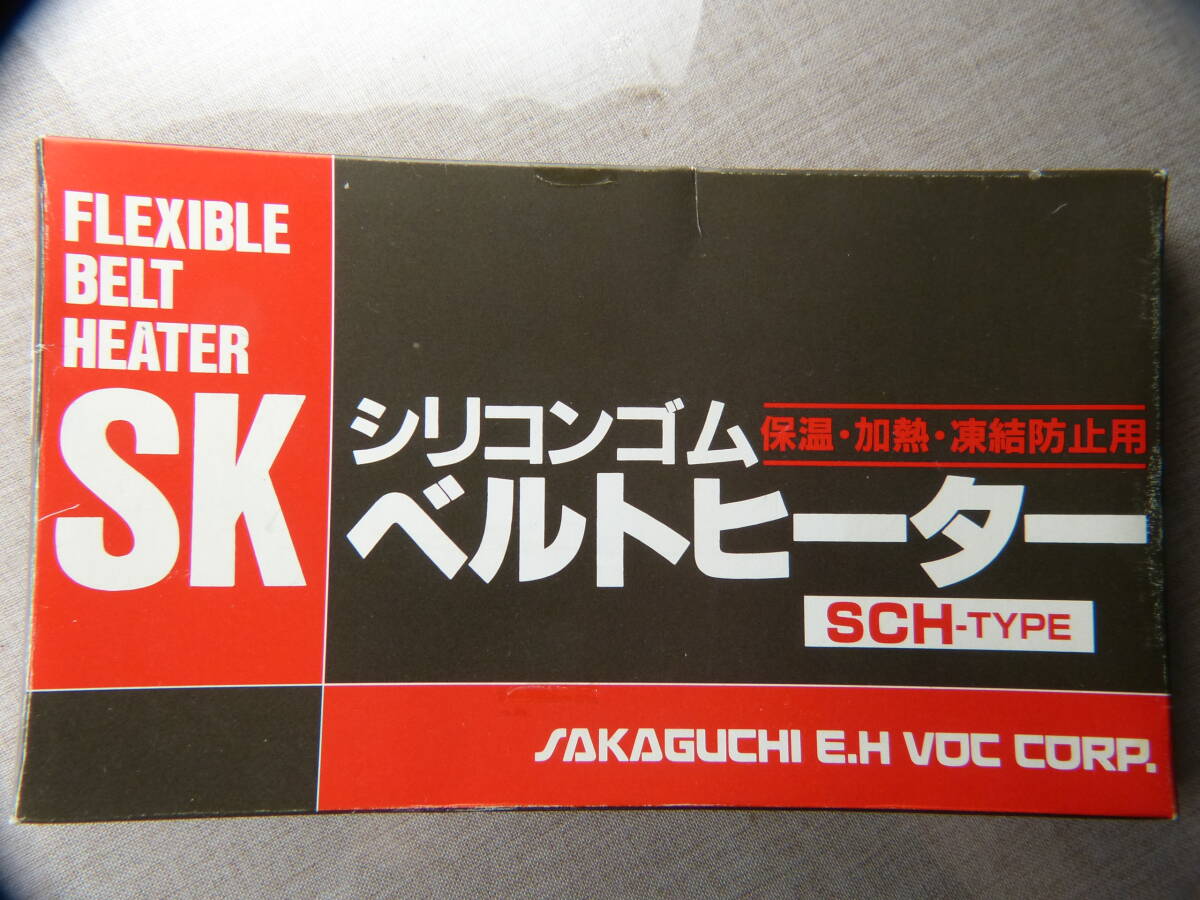 FLEXIBLE
BELT
HEATER
SK
シリコンゴム
保温・加熱・凍結防止用
ベルトヒーター
SCH-TYPE
SAKAGUCHI E.H VOC CORP.